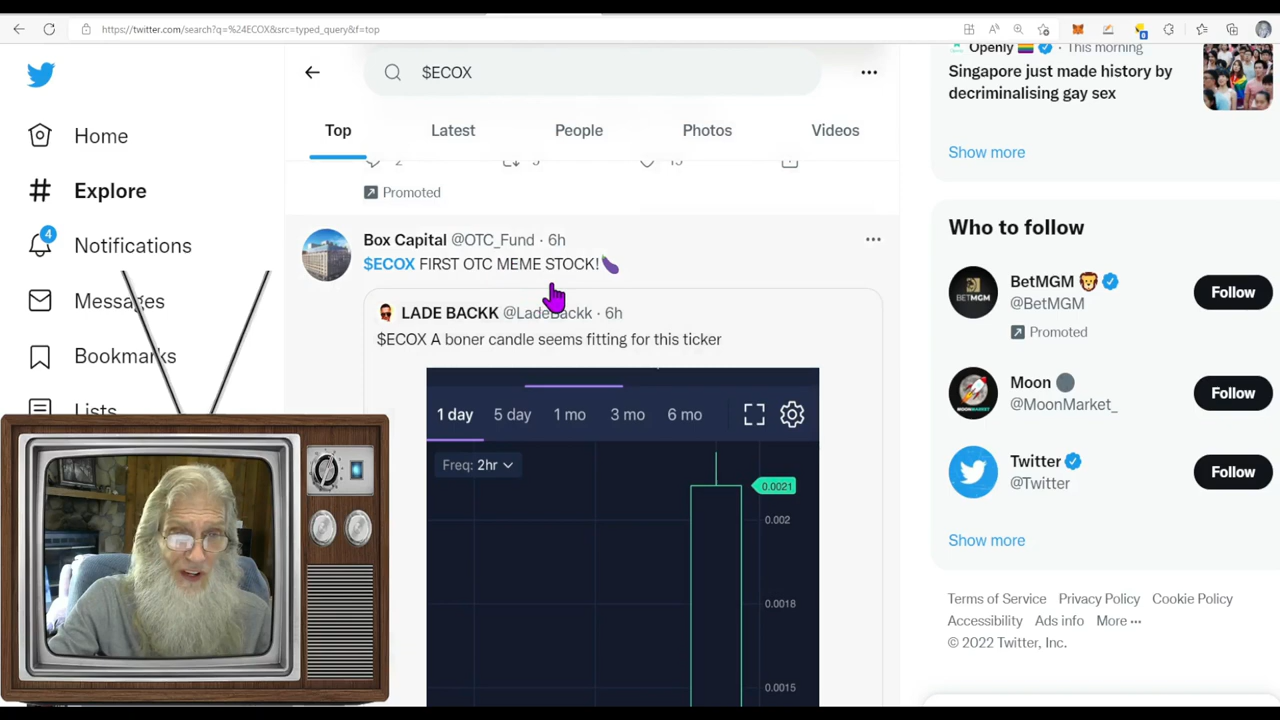 https://twitter.com/search?q=%24ECOX&src=typed_query&f=top
$ECOX
Home
Explore
4
Notifications
Messages
Bookmarks
Lists
Top
Latest
People
Photos
Videos
Promoted
Box Capital @OTC_Fund · 6h
$ECOX FIRST OTC MEME STOCK!🍆
LADE BACKK @LadeBackk · 6h
$ECOX A boner candle seems fitting for this ticker
1 day 5 day 1 mo 3 mo 6 mo
Freq: 2hr
0.0021
0.002
0.0018
0.0015
Openly 🏳️‍🌈 · This morning
Singapore just made history by
decriminalising gay sex
Show more
Who to follow
BetMGM 🦁
@BetMGM
Promoted
Follow
Moon 🌑
@MoonMarket_
Follow
Twitter
@Twitter
Follow
Show more
Terms of Service Privacy Policy Cookie Policy
Accessibility Ads info More ···
© 2022 Twitter, Inc.